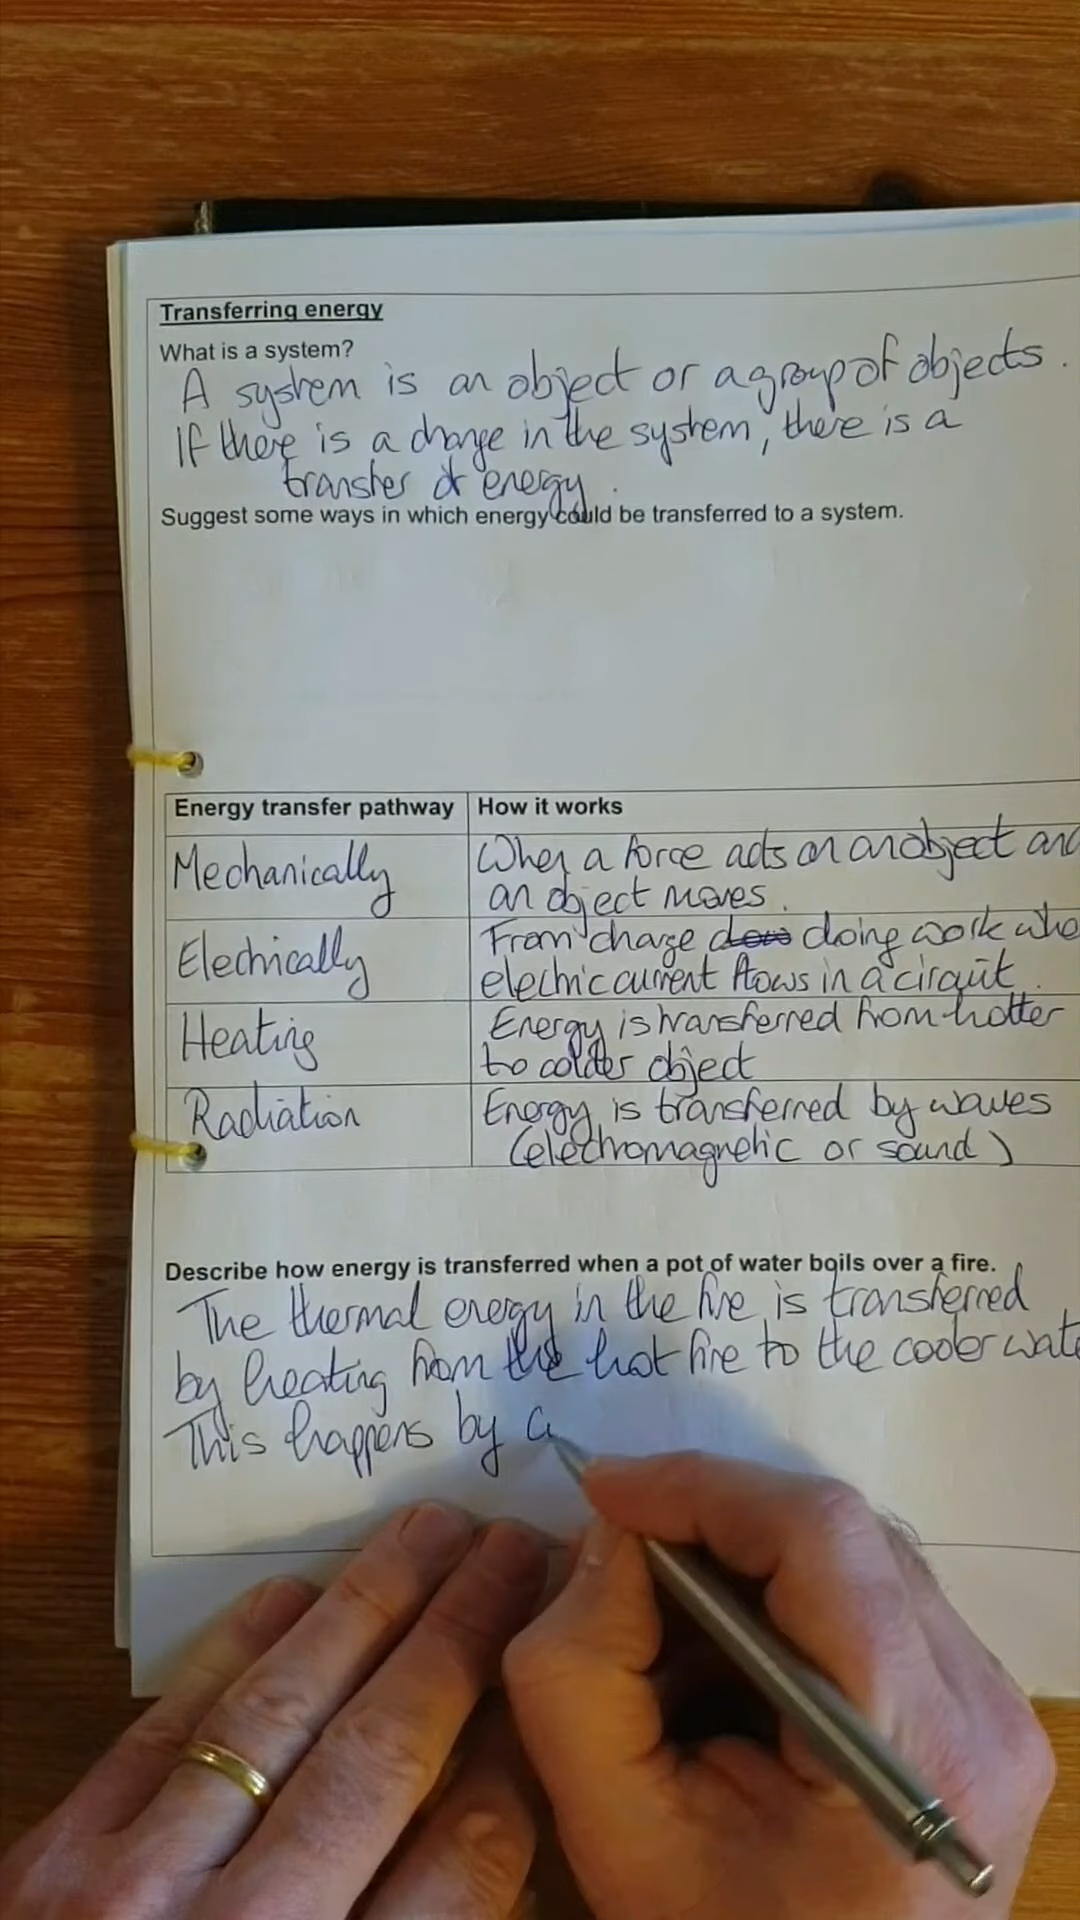 Transferring energy
What is a system?
A system is an object or a group of objects.
If there is a change in the system, there is a
transfer of energy.
Suggest some ways in which energy could be transferred to a system.
Energy transfer pathway How it works
Mechanically When a force acts on an object and
an object moves.
Electrically From charge doing work whe
electric current flows in a circuit.
Heating Energy is transferred from hotter
to colder object
Radiation Energy is transferred by waves
(electromagnetic or sound)
Describe how energy is transferred when a pot of water boils over a fire.
The thermal energy in the fire is transferred
by heating from the hot fire to the cooler wate
This happens by c